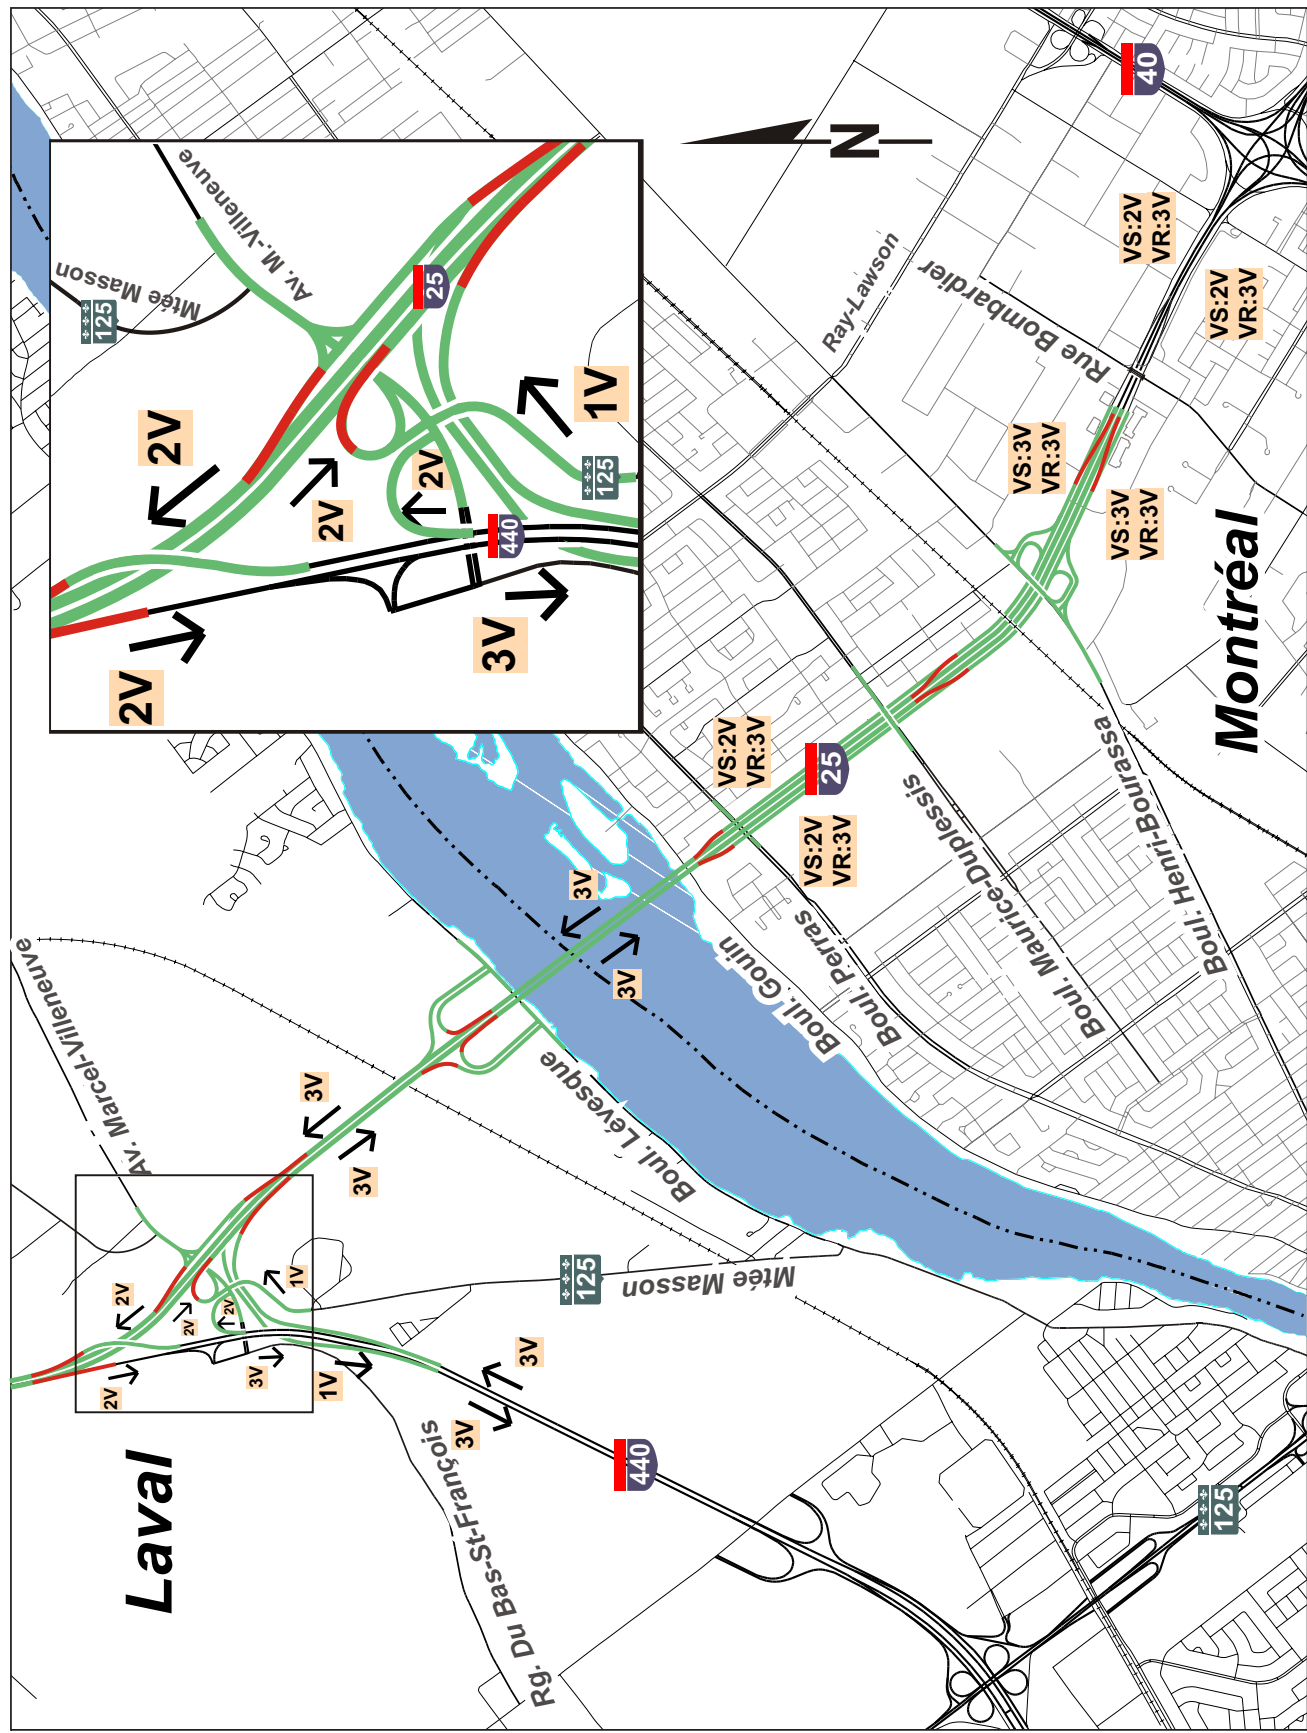 Laval
Montréal
N
Av. M.-Villeneuve
Mtée Masson
125
25
2V
2V
2V
1V
125
440
3V
2V
Av. Marcel-Villeneuve
2V
2V
2V
1V
3V
2V
1V
3V
3V
3V
3V
440
Rg. Du Bas-St-François
125
Mtée Masson
125
Boul. Lévesque
3V
3V
Boul. Gouin
Boul. Perras
Boul. Maurice-Duplessis
Boul. Henri-Bourassa
VS:2V
VR:3V
25
VS:2V
VR:3V
VS:3V
VR:3V
VS:3V
VR:3V
Ray-Lawson
Rue Bombardier
VS:2V
VR:3V
VS:2V
VR:3V
40